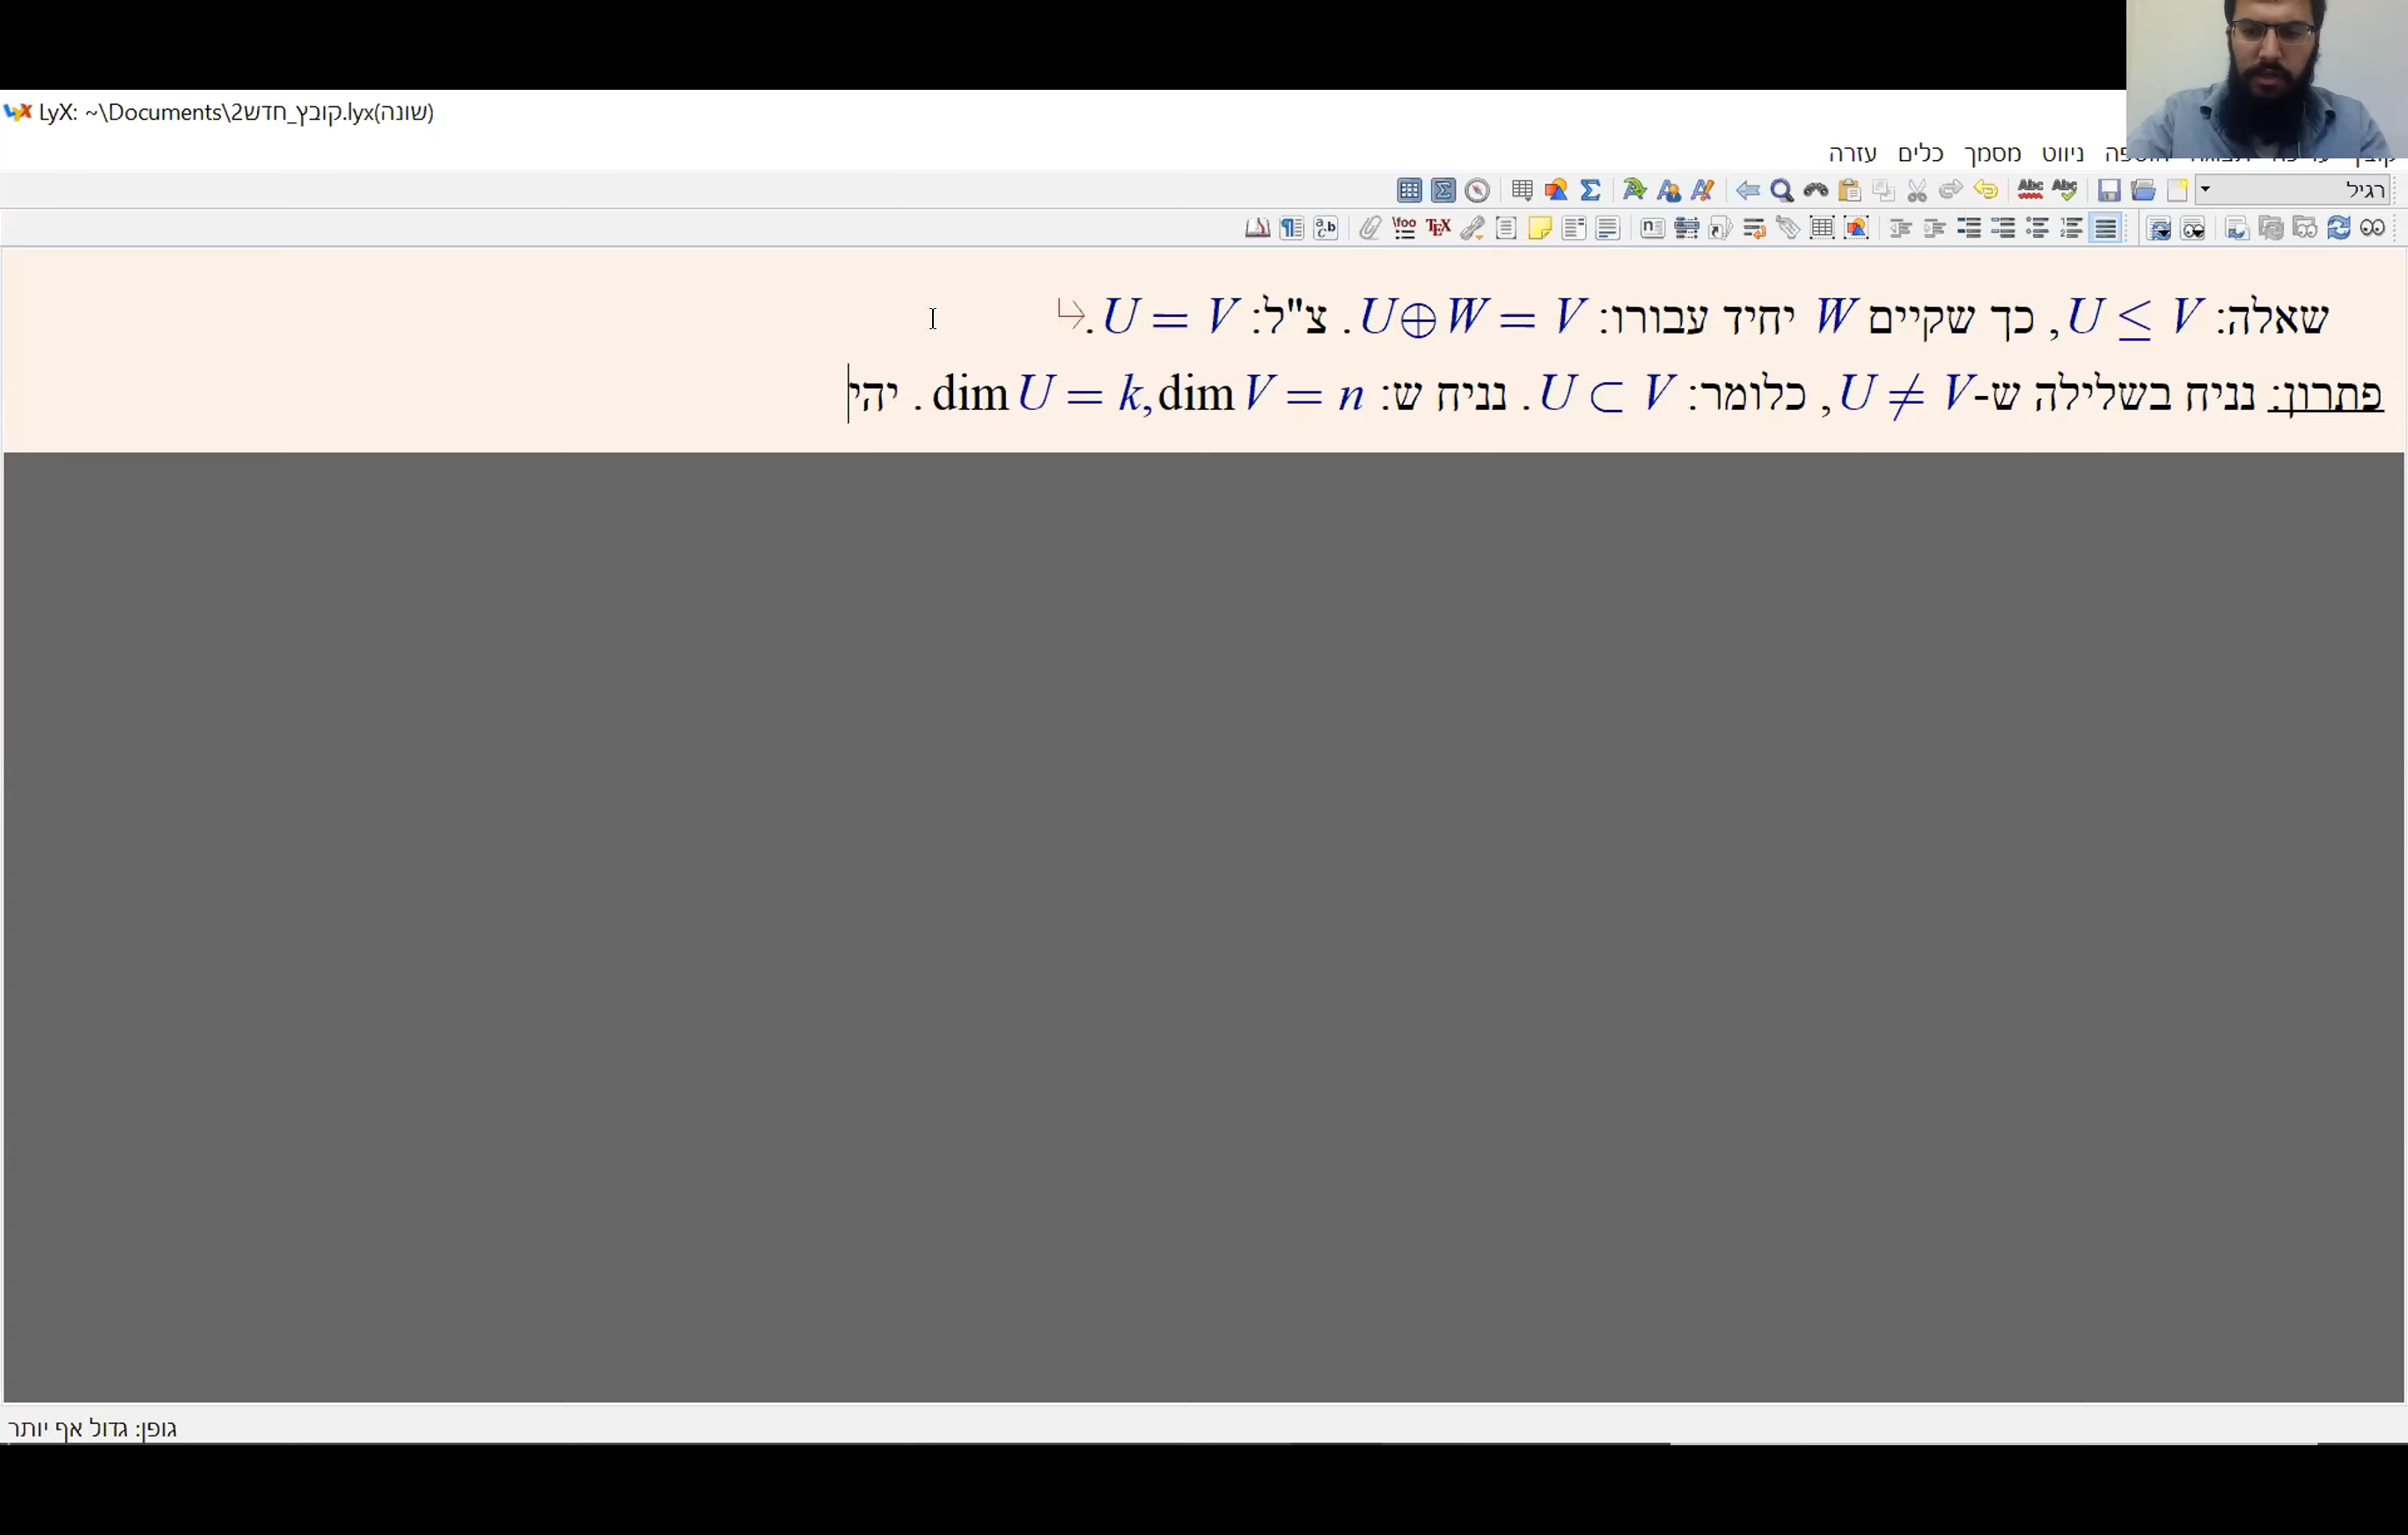 LyX: ~\Documents\קובץ_חדש2.lyx(שונה)
ניווט מסמך כלים עזרה
רגיל
שאלה: U ≤ V, כך שקיים W יחיד עבורו: U⊕W = V. צ"ל: U = V.
פתרון: נניח בשלילה ש-U ≠ V, כלומר: U ⊂ V. נניח ש: dim U = k, dim V = n. יהי
גופן: גדול אף יותר